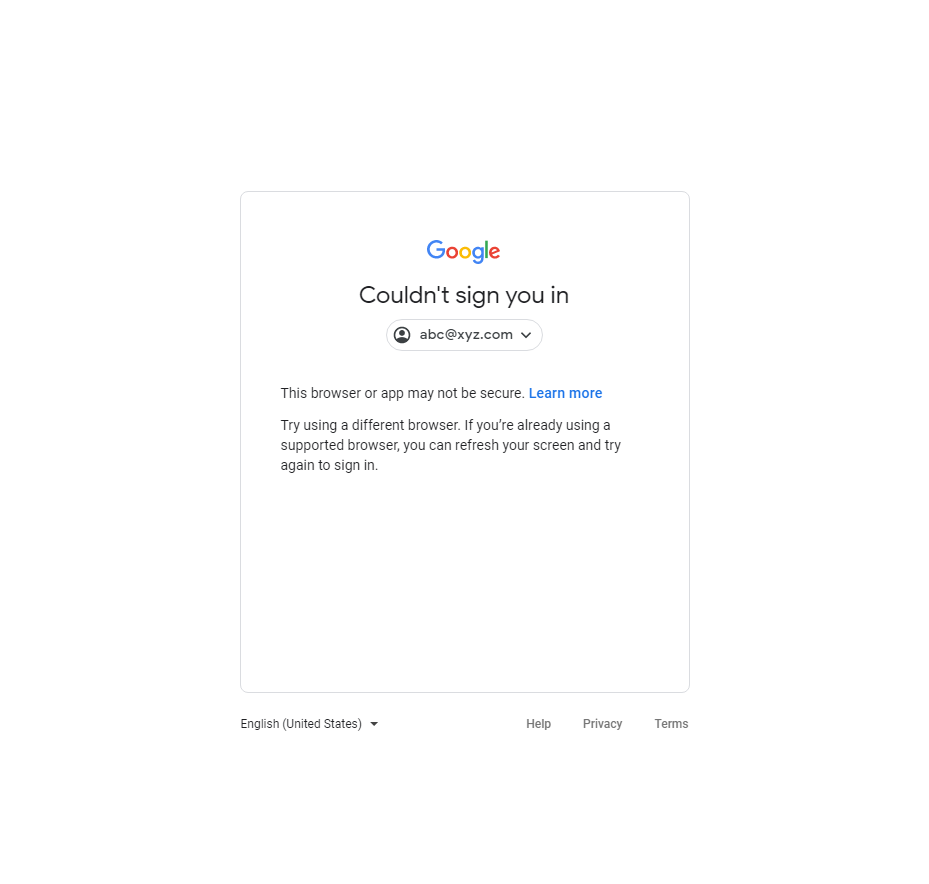 Google
Couldn't sign you in
abc@xyz.com
This browser or app may not be secure. Learn more
Try using a different browser. If you’re already using a
supported browser, you can refresh your screen and try
again to sign in.
English (United States)
Help Privacy Terms